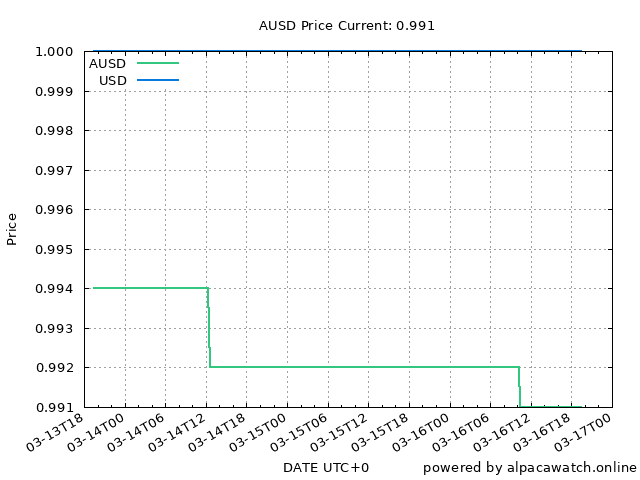 AUSD Price Current: 0.991
AUSD
USD
Price
1.000
0.999
0.998
0.997
0.996
0.995
0.994
0.993
0.992
0.991
03-13T18
03-14T00
03-14T06
03-14T12
03-14T18
03-15T00
03-15T06
03-15T12
03-15T18
03-16T00
03-16T06
03-16T12
03-16T18
03-17T00
DATE UTC+0
powered by alpacawatch.online